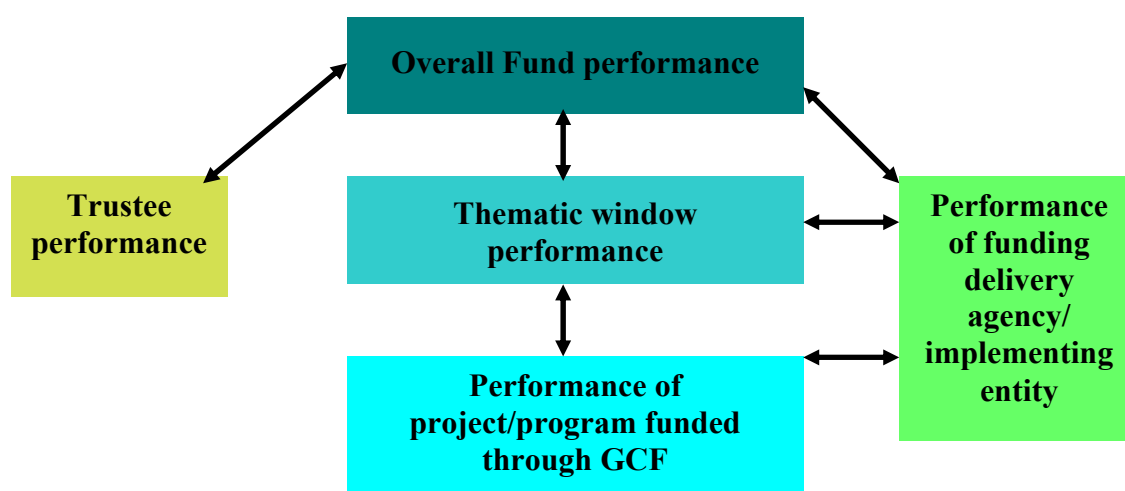 Overall Fund performance
Trustee
performance
Thematic window
performance
Performance
of funding
delivery
agency/
implementing
entity
Performance of
project/program funded
through GCF